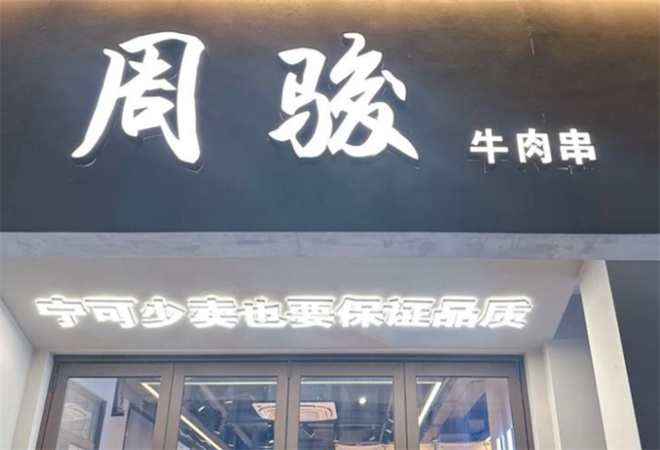 周骏 牛肉串
宁可少卖也要保证品质